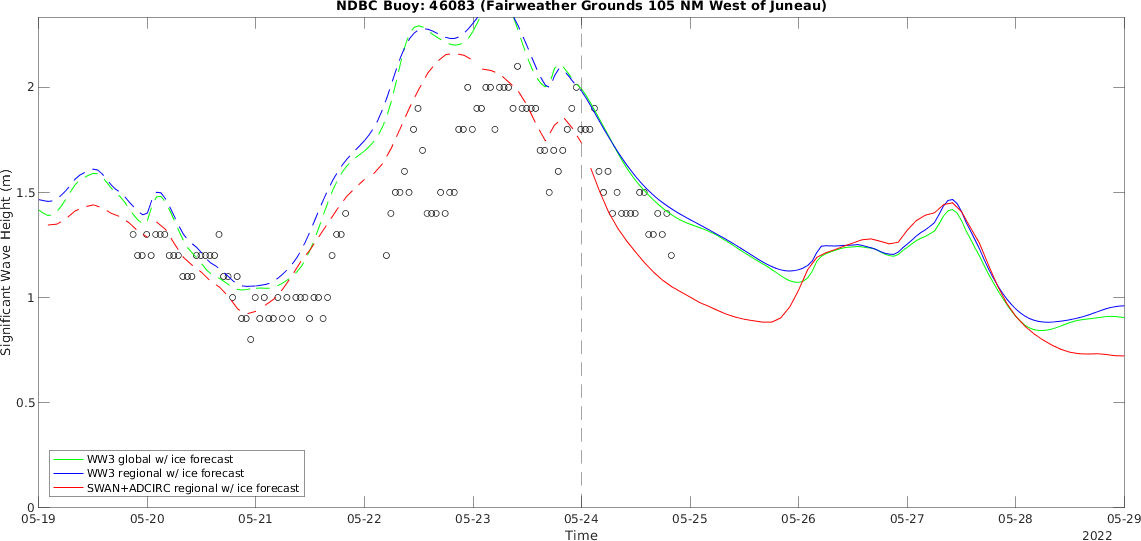 NDBC Buoy: 46083 (Fairweather Grounds 105 NM West of Juneau)
Significant Wave Height (m)
2
1.5
1
0.5
0
WW3 global w/ ice forecast
WW3 regional w/ ice forecast
SWAN+ADCIRC regional w/ ice forecast
05-19 05-20 05-21 05-22 05-23 05-24 05-25 05-26 05-27 05-28 05-29
Time
2022